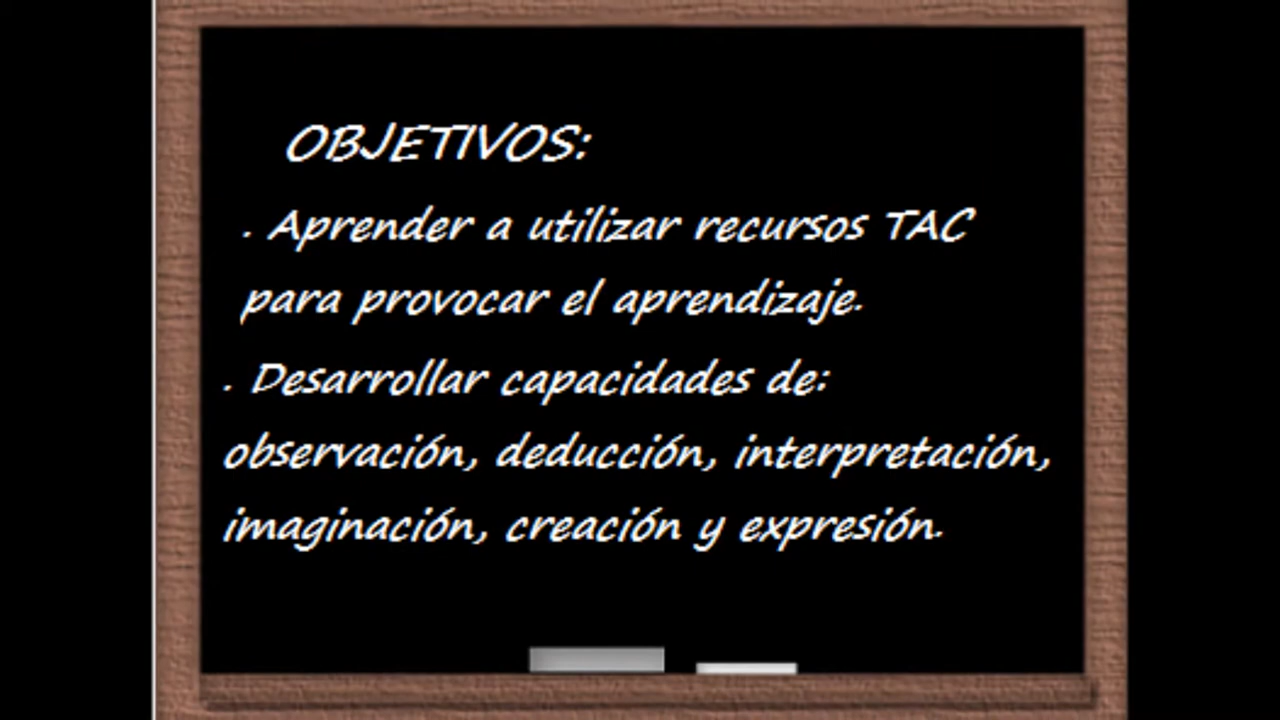 OBJETIVOS:
. Aprender a utilizar recursos TAC
para provocar el aprendizaje.
. Desarrollar capacidades de:
observación, deducción, interpretación,
imaginación, creación y expresión.